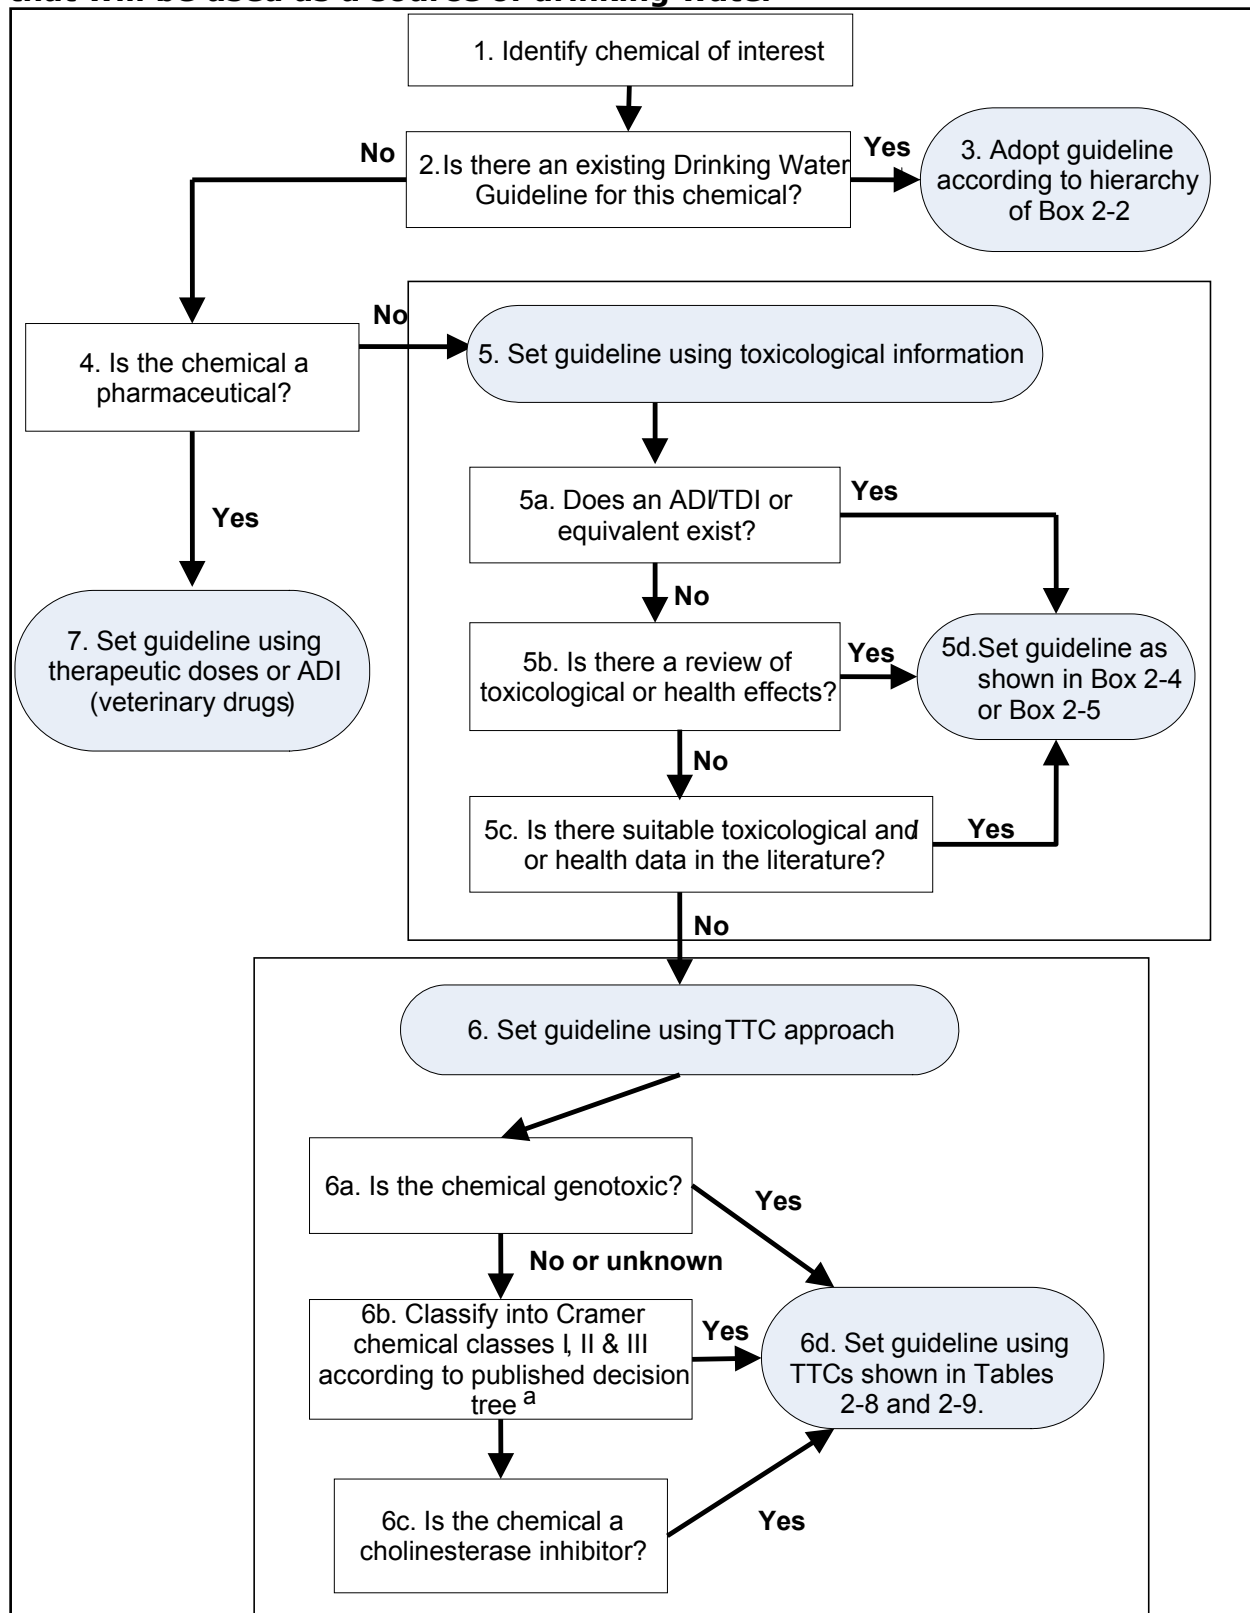 that will be used as a source of drinking water
1. Identify chemical of interest
No
2.Is there an existing Drinking Water
Guideline for this chemical?
Yes
3. Adopt guideline
according to hierarchy
of Box 2-2
4. Is the chemical a
pharmaceutical?
No
5. Set guideline using toxicological information
Yes
5a. Does an ADI/TDI or
equivalent exist?
Yes
No
7. Set guideline using
therapeutic doses or ADI
(veterinary drugs)
5b. Is there a review of
toxicological or health effects?
Yes
5d.Set guideline as
shown in Box 2-4
or Box 2-5
No
5c. Is there suitable toxicological and/
or health data in the literature?
Yes
No
6. Set guideline using TTC approach
6a. Is the chemical genotoxic?
Yes
No or unknown
6b. Classify into Cramer
chemical classes I, II & III
according to published decision
tree a
Yes
6d. Set guideline using
TTCs shown in Tables
2-8 and 2-9.
6c. Is the chemical a
cholinesterase inhibitor?
Yes